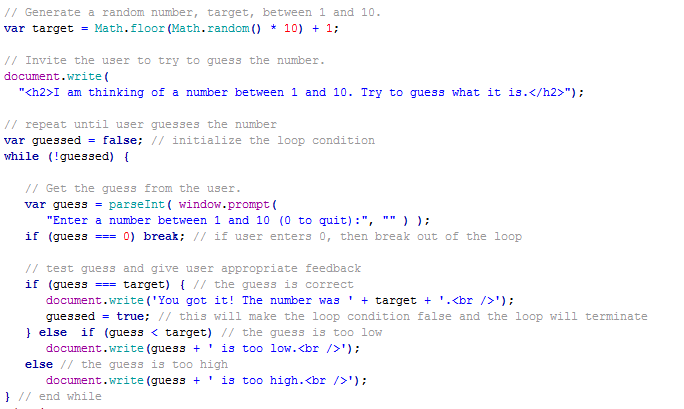 // Generate a random number, target, between 1 and 10.
var target = Math.floor(Math.random() * 10) + 1;
// Invite the user to try to guess the number.
document.write(
"<h2>I am thinking of a number between 1 and 10. Try to guess what it is.</h2>");
// repeat until user guesses the number
var guessed = false; // initialize the loop condition
while (!guessed) {
// Get the guess from the user.
var guess = parseInt( window.prompt(
"Enter a number between 1 and 10 (0 to quit):", "" ) );
if (guess === 0) break; // if user enters 0, then break out of the loop
// test guess and give user appropriate feedback
if (guess === target) { // the guess is correct
document.write('You got it! The number was ' + target + '.<br />');
guessed = true; // this will make the loop condition false and the loop will terminate
} else  if (guess < target) // the guess is too low
document.write(guess + ' is too low.<br />');
else // the guess is too high
document.write(guess + ' is too high.<br />');
} // end while